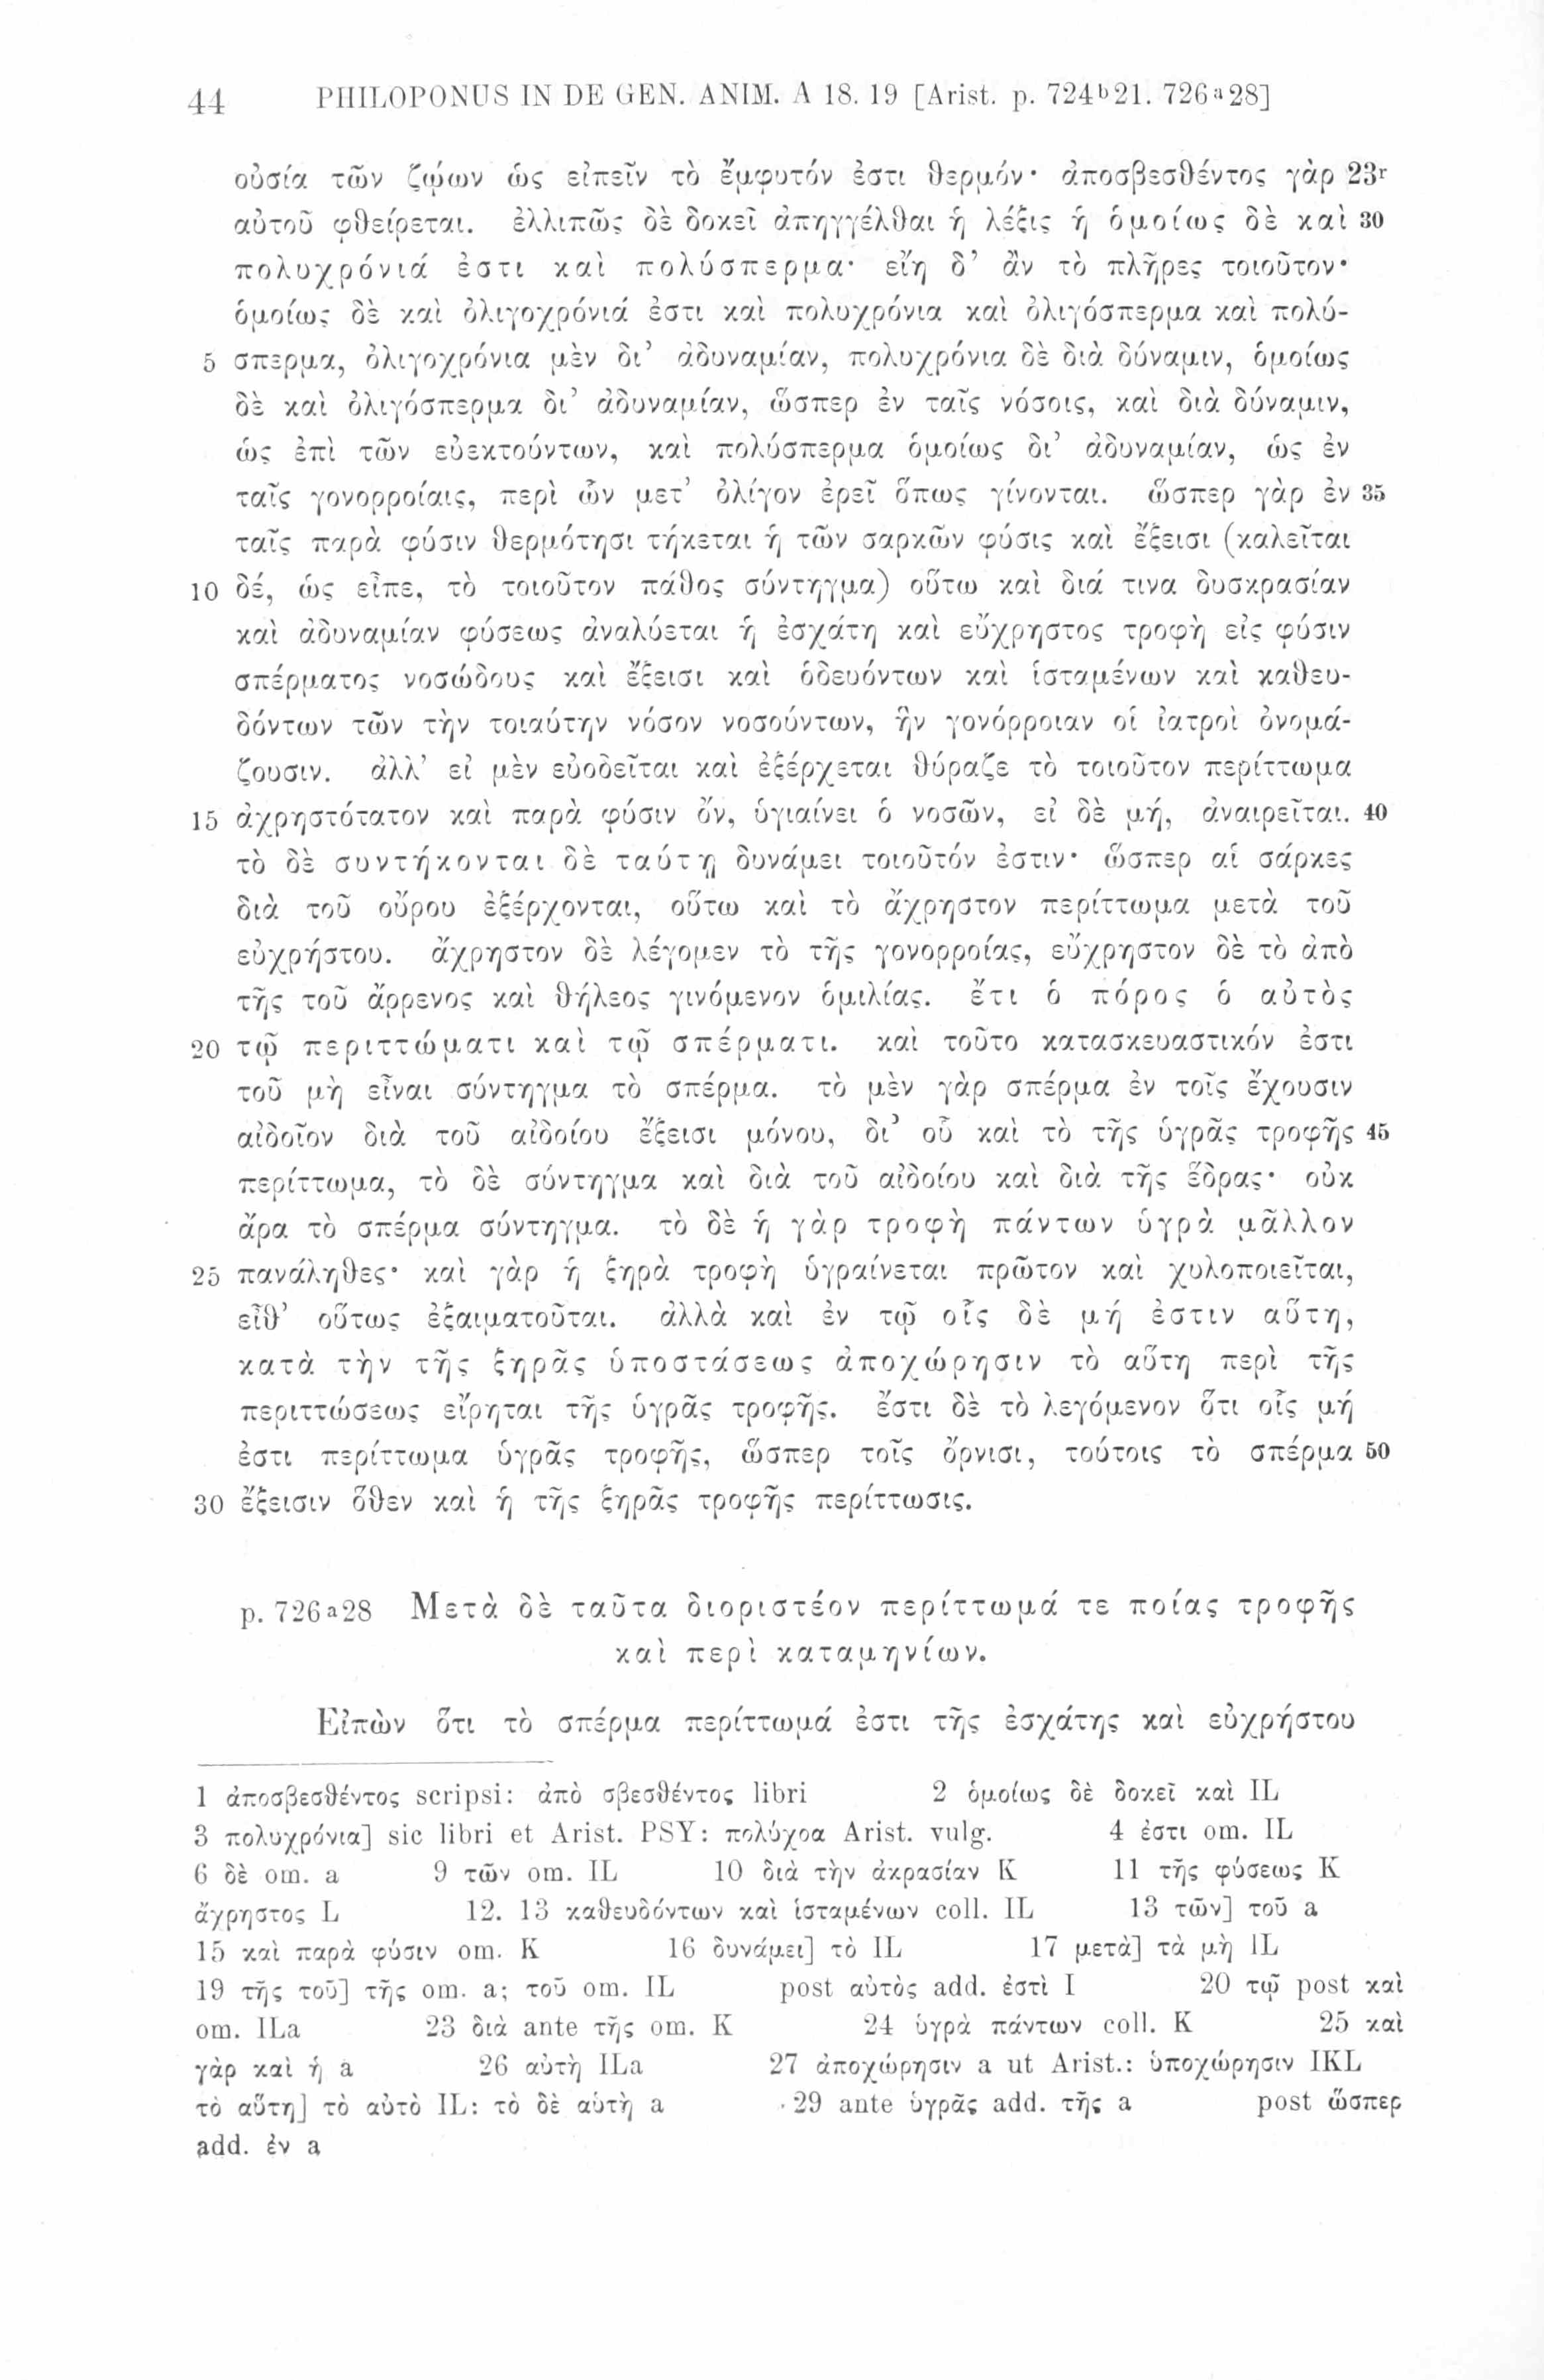 44 PHILOPONUS IN DE GEN. ANIM. A 18. 19 [Arist. p. 724ᵇ21. 726ᵃ28]
οὐσία τῶν ζῴων ὡς εἰπεῖν τὸ ἔμφυτόν ἐστι θερμόν· ἀποσβεσθέντος γὰρ 23ʳ
αὐτοῦ φθείρεται. ἐλλιπῶς δὲ δοκεῖ ἀπηγγέλθαι ἡ λέξις ἡ ὁμοίως δὲ καὶ 30
πολυχρόνιά ἐστι καὶ πολύσπερμα· εἴη δ’ ἂν τὸ πλῆρες τοιοῦτον·
ὁμοίως δὲ καὶ ὀλιγοχρόνιά ἐστι καὶ πολυχρόνια καὶ ὀλιγόσπερμα καὶ πολύ-
5 σπερμα, ὀλιγοχρόνια μὲν δι’ ἀδυναμίαν, πολυχρόνια δὲ διὰ δύναμιν, ὁμοίως
δὲ καὶ ὀλιγόσπερμα δι’ ἀδυναμίαν, ὥσπερ ἐν ταῖς νόσοις, καὶ διὰ δύναμιν,
ὡς ἐπὶ τῶν εὐεκτούντων, καὶ πολύσπερμα ὁμοίως δι’ ἀδυναμίαν, ὡς ἐν
ταῖς γονορροίαις, περὶ ὧν μετ’ ὀλίγον ἐρεῖ ὅπως γίνονται. ὥσπερ γὰρ ἐν 35
ταῖς παρὰ φύσιν θερμότησι τήκεται ἡ τῶν σαρκῶν φύσις καὶ ἔξεισι (καλεῖται
10 δέ, ὡς εἶπε, τὸ τοιοῦτον πάθος σύντηγμα) οὕτω καὶ διά τινα δυσκρασίαν
καὶ ἀδυναμίαν φύσεως ἀναλύεται ἡ ἐσχάτη καὶ εὔχρηστος τροφὴ εἰς φύσιν
σπέρματος νοσώδους καὶ ἔξεισι καὶ ὁδευόντων καὶ ἱσταμένων καὶ καθευ-
δόντων τῶν τὴν τοιαύτην νόσον νοσούντων, ἣν γονόρροιαν οἱ ἰατροὶ ὀνομά-
ζουσιν. ἀλλ’ εἰ μὲν εὐοδεῖται καὶ ἐξέρχεται θύραζε τὸ τοιοῦτον περίττωμα
15 ἀχρηστότατον καὶ παρὰ φύσιν ὄν, ὑγιαίνει ὁ νοσῶν, εἰ δὲ μή, ἀναιρεῖται. 40
τὸ δὲ συντήκονται δὲ ταύτῃ δυνάμει τοιοῦτόν ἐστιν· ὥσπερ αἱ σάρκες
διὰ τοῦ οὔρου ἐξέρχονται, οὕτω καὶ τὸ ἄχρηστον περίττωμα μετὰ τοῦ
εὐχρήστου. ἄχρηστον δὲ λέγομεν τὸ τῆς γονορροίας, εὔχρηστον δὲ τὸ ἀπὸ
τῆς τοῦ ἄρρενος καὶ θήλεος γινόμενον ὁμιλίας. ἔτι ὁ πόρος ὁ αὐτὸς
20 τῷ περιττώματι καὶ τῷ σπέρματι. καὶ τοῦτο κατασκευαστικόν ἐστι
τοῦ μὴ εἶναι σύντηγμα τὸ σπέρμα. τὸ μὲν γὰρ σπέρμα ἐν τοῖς ἔχουσιν
αἰδοῖον διὰ τοῦ αἰδοίου ἔξεισι μόνου, δι’ οὗ καὶ τὸ τῆς ὑγρᾶς τροφῆς 45
περίττωμα, τὸ δὲ σύντηγμα καὶ διὰ τοῦ αἰδοίου καὶ διὰ τῆς ἕδρας· οὐκ
ἄρα τὸ σπέρμα σύντηγμα. τὸ δὲ ἡ γὰρ τροφὴ πάντων ὑγρὰ μᾶλλον
25 πανάληθες· καὶ γὰρ ἡ ξηρὰ τροφὴ ὑγραίνεται πρῶτον καὶ χυλοποιεῖται,
εἶθ’ οὕτως ἐξαιματοῦται. ἀλλὰ καὶ ἐν τῷ οἷς δὲ μή ἐστιν αὕτη,
κατὰ τὴν τῆς ξηρᾶς ὑποστάσεως ἀποχώρησιν τὸ αὕτη περὶ τῆς
περιττώσεως εἴρηται τῆς ὑγρᾶς τροφῆς. ἔστι δὲ τὸ λεγόμενον ὅτι οἷς μή
ἐστι περίττωμα ὑγρᾶς τροφῆς, ὥσπερ τοῖς ὄρνισι, τούτοις τὸ σπέρμα 50
30 ἔξεισιν ὅθεν καὶ ἡ τῆς ξηρᾶς τροφῆς περίττωσις.
p. 726ᵃ28 Μετὰ δὲ ταῦτα διοριστέον περίττωμά τε ποίας τροφῆς
καὶ περὶ καταμηνίων.
Εἰπὼν ὅτι τὸ σπέρμα περίττωμά ἐστι τῆς ἐσχάτης καὶ εὐχρήστου
1 ἀποσβεσθέντος scripsi: ἀπὸ σβεσθέντος libri 2 ὁμοίως δὲ δοκεῖ καὶ IL
3 πολυχρόνια] sic libri et Arist. PSY: πολύχοα Arist. vulg. 4 ἐστι om. IL
6 δὲ om. a 9 τῶν om. IL 10 διὰ τὴν ἀκρασίαν K 11 τῆς φύσεως K
ἄχρηστος L 12. 13 καθευδόντων καὶ ἱσταμένων coll. IL 13 τῶν] τοῦ a
15 καὶ παρὰ φύσιν om. K 16 δυνάμει] τὸ IL 17 μετὰ] τὰ μὴ IL
19 τῆς τοῦ] τῆς om. a; τοῦ om. IL post αὐτὸς add. ἐστὶ I 20 τῷ post καὶ
om. ILa 23 διὰ ante τῆς om. K 24 ὑγρὰ πάντων coll. K 25 καὶ
γὰρ καὶ ἡ a 26 αὐτὴ ILa 27 ἀποχώρησιν a ut Arist.: ὑποχώρησιν IKL
τὸ αὕτη] τὸ αὐτὸ IL: τὸ δὲ αὐτὴ a 29 ante ὑγρᾶς add. τῆς a post ὥσπερ
add. ἐν a